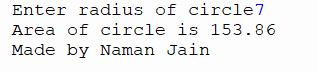 Enter radius of circle7
Area of circle is 153.86
Made by Naman Jain